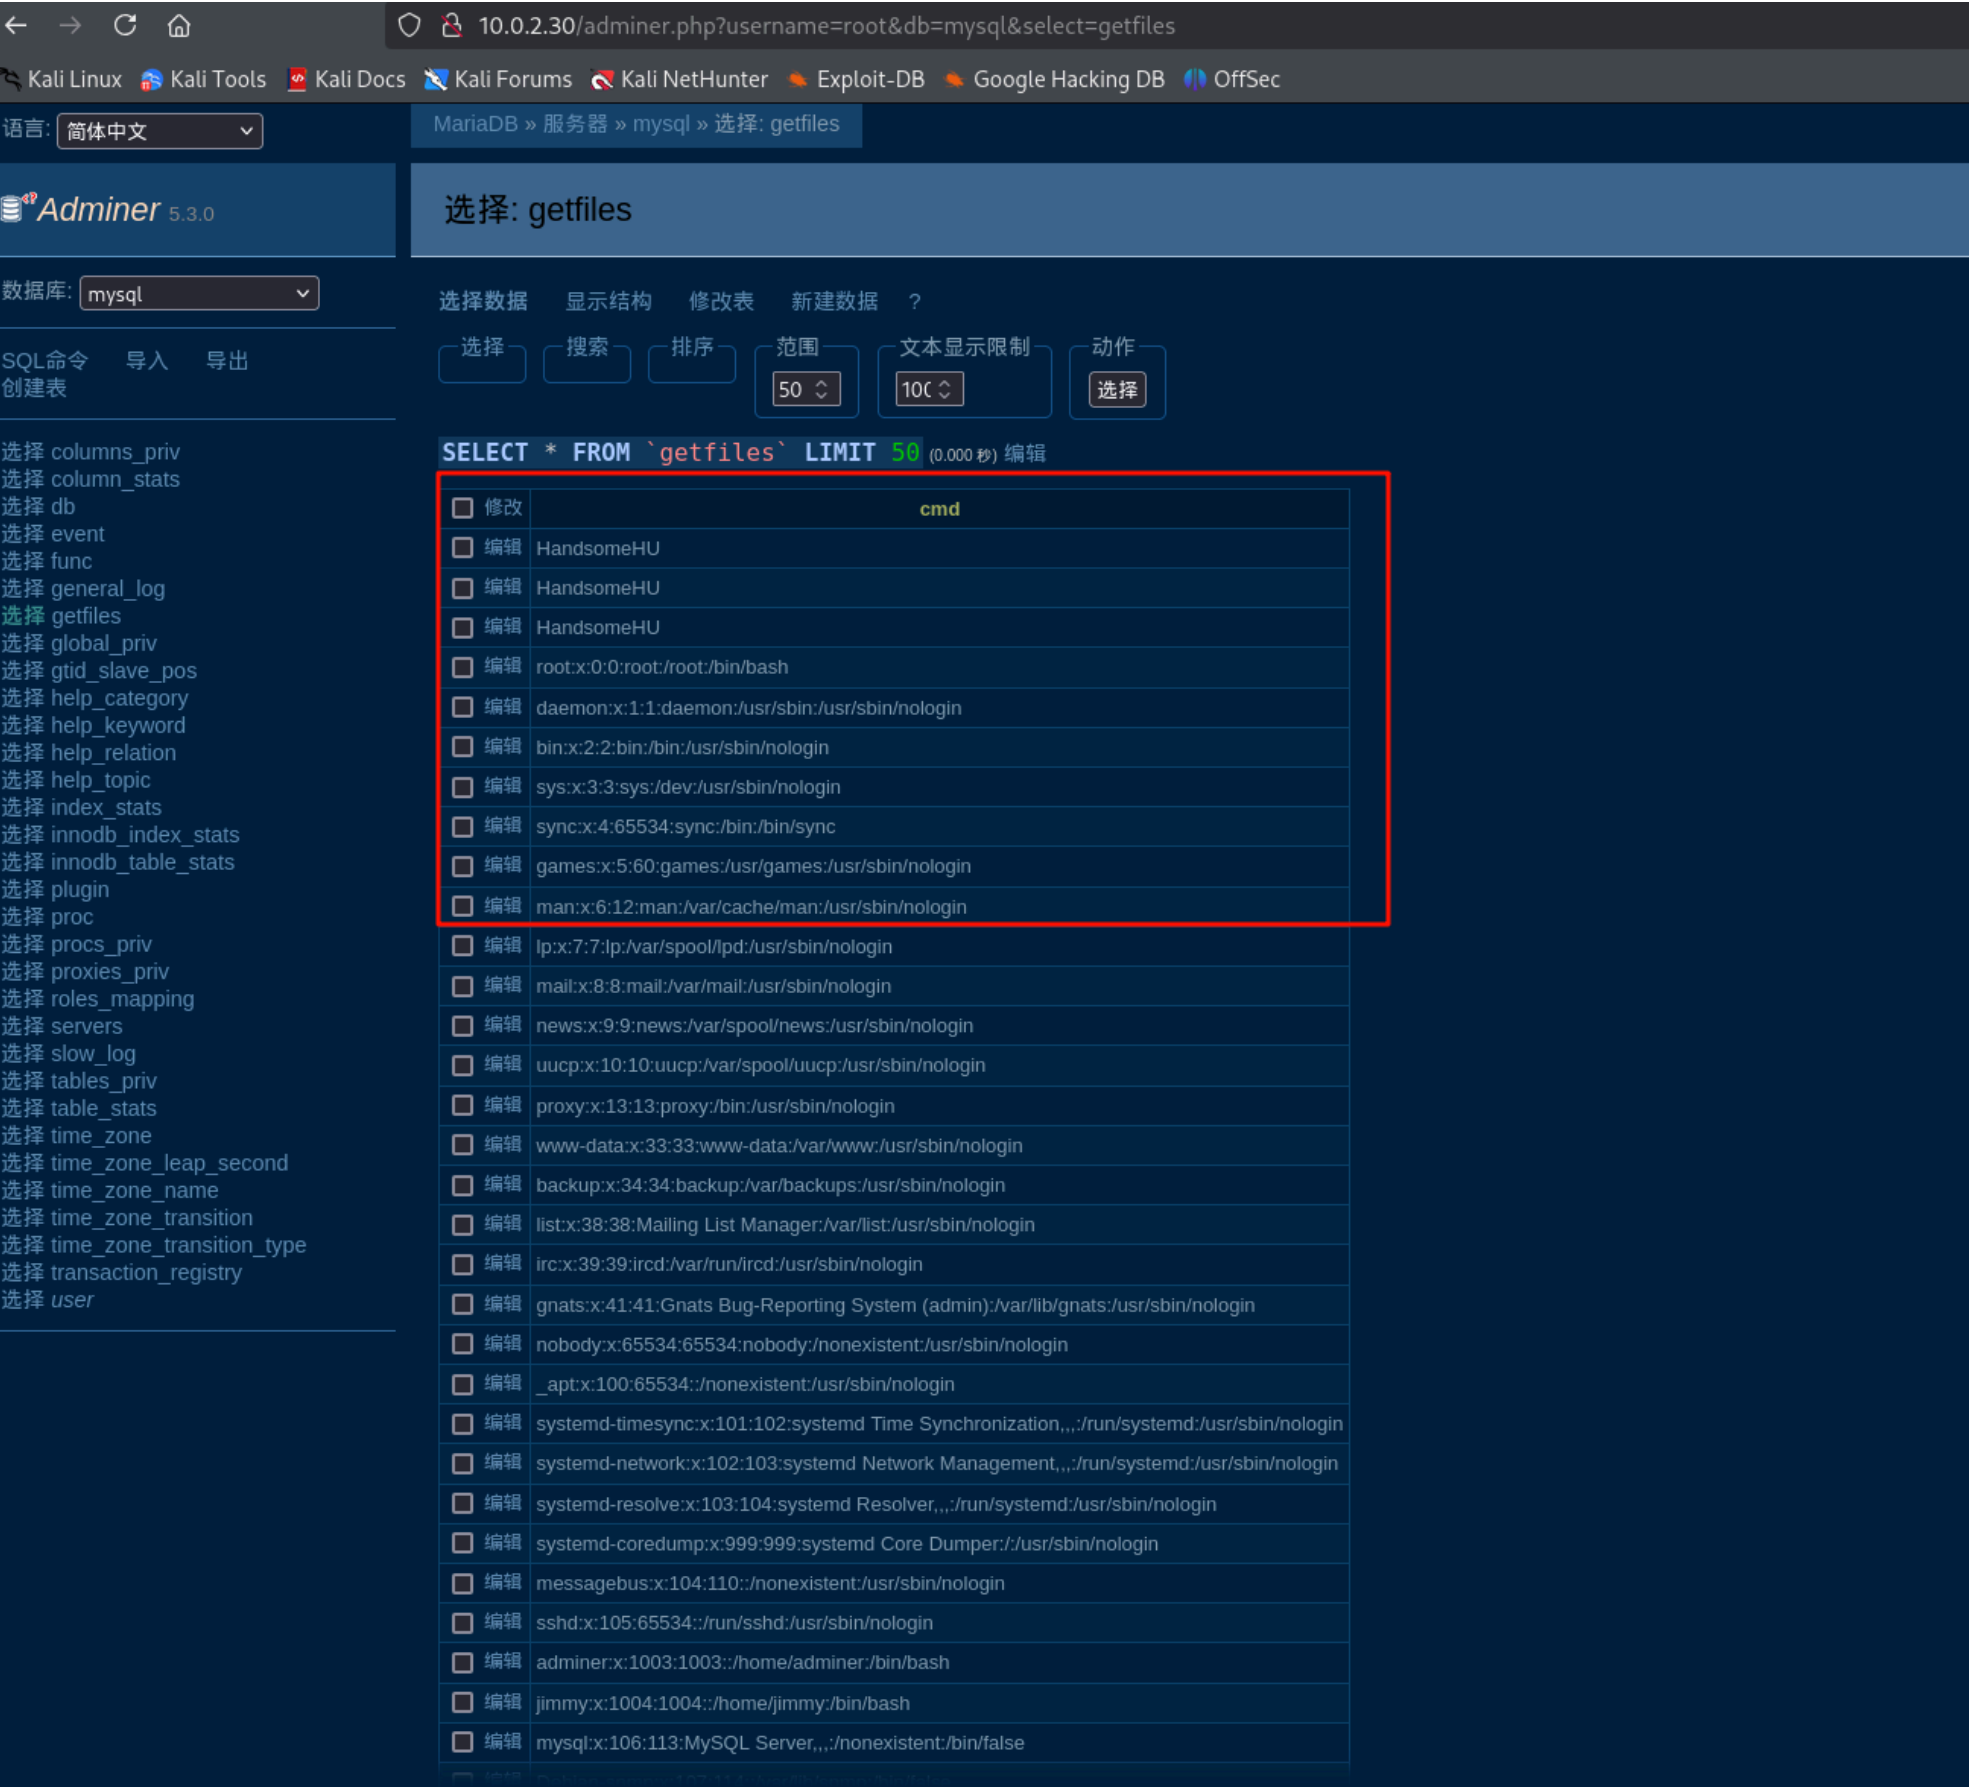 10.0.2.30/adminer.php?username=root&db=mysql&select=getfiles
Kali Linux Kali Tools Kali Docs Kali Forums Kali NetHunter Exploit-DB Google Hacking DB OffSec
语言: 简体中文
MariaDB » 服务器 » mysql » 选择: getfiles
Adminer 5.3.0
选择: getfiles
数据库: mysql
选择数据 显示结构 修改表 新建数据 ?
SQL命令 导入 导出
创建表
选择 搜索 排序 范围 文本显示限制 动作
50 100 选择
SELECT * FROM `getfiles` LIMIT 50 (0.000 秒) 编辑
选择 columns_priv
选择 column_stats
选择 db
选择 event
选择 func
选择 general_log
选择 getfiles
选择 global_priv
选择 gtid_slave_pos
选择 help_category
选择 help_keyword
选择 help_relation
选择 help_topic
选择 index_stats
选择 innodb_index_stats
选择 innodb_table_stats
选择 plugin
选择 proc
选择 procs_priv
选择 proxies_priv
选择 roles_mapping
选择 servers
选择 slow_log
选择 tables_priv
选择 table_stats
选择 time_zone
选择 time_zone_leap_second
选择 time_zone_name
选择 time_zone_transition
选择 time_zone_transition_type
选择 transaction_registry
选择 user
修改 cmd
编辑 HandsomeHU
编辑 HandsomeHU
编辑 HandsomeHU
编辑 root:x:0:0:root:/root:/bin/bash
编辑 daemon:x:1:1:daemon:/usr/sbin:/usr/sbin/nologin
编辑 bin:x:2:2:bin:/bin:/usr/sbin/nologin
编辑 sys:x:3:3:sys:/dev:/usr/sbin/nologin
编辑 sync:x:4:65534:sync:/bin:/bin/sync
编辑 games:x:5:60:games:/usr/games:/usr/sbin/nologin
编辑 man:x:6:12:man:/var/cache/man:/usr/sbin/nologin
编辑 lp:x:7:7:lp:/var/spool/lpd:/usr/sbin/nologin
编辑 mail:x:8:8:mail:/var/mail:/usr/sbin/nologin
编辑 news:x:9:9:news:/var/spool/news:/usr/sbin/nologin
编辑 uucp:x:10:10:uucp:/var/spool/uucp:/usr/sbin/nologin
编辑 proxy:x:13:13:proxy:/bin:/usr/sbin/nologin
编辑 www-data:x:33:33:www-data:/var/www:/usr/sbin/nologin
编辑 backup:x:34:34:backup:/var/backups:/usr/sbin/nologin
编辑 list:x:38:38:Mailing List Manager:/var/list:/usr/sbin/nologin
编辑 irc:x:39:39:ircd:/var/run/ircd:/usr/sbin/nologin
编辑 gnats:x:41:41:Gnats Bug-Reporting System (admin):/var/lib/gnats:/usr/sbin/nologin
编辑 nobody:x:65534:65534:nobody:/nonexistent:/usr/sbin/nologin
编辑 _apt:x:100:65534::/nonexistent:/usr/sbin/nologin
编辑 systemd-timesync:x:101:102:systemd Time Synchronization,,,:/run/systemd:/usr/sbin/nologin
编辑 systemd-network:x:102:103:systemd Network Management,,,:/run/systemd:/usr/sbin/nologin
编辑 systemd-resolve:x:103:104:systemd Resolver,,,:/run/systemd:/usr/sbin/nologin
编辑 systemd-coredump:x:999:999:systemd Core Dumper:/:/usr/sbin/nologin
编辑 messagebus:x:104:110::/nonexistent:/usr/sbin/nologin
编辑 sshd:x:105:65534::/run/sshd:/usr/sbin/nologin
编辑 adminer:x:1003:1003::/home/adminer:/bin/bash
编辑 jimmy:x:1004:1004::/home/jimmy:/bin/bash
编辑 mysql:x:106:113:MySQL Server,,,:/nonexistent:/bin/false